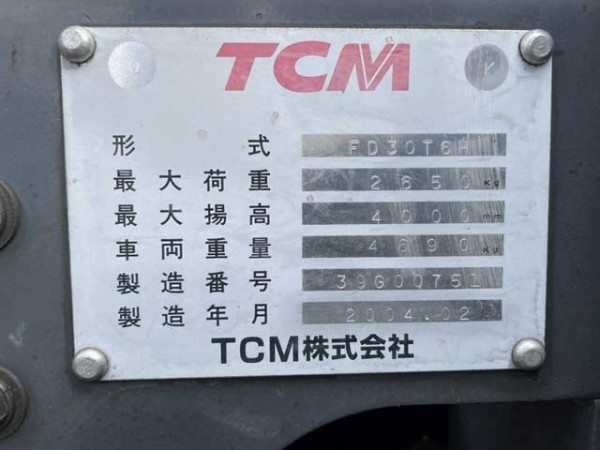 TCM
形式 FD30T6H
最大荷重 2650 Kg
最大揚高 4000 mm
車両重量 4690 Kg
製造番号 39G00751
製造年月 2004.02
TCM株式会社